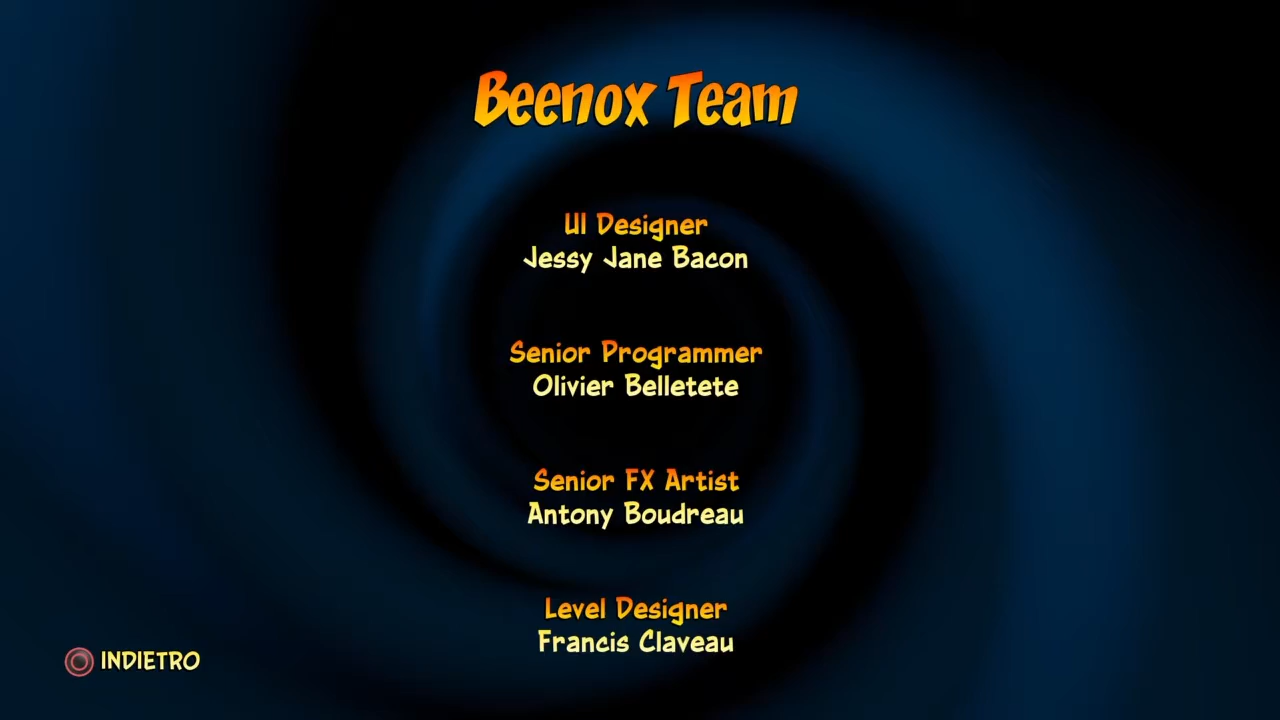 Beenox Team
UI Designer
Jessy Jane Bacon
Senior Programmer
Olivier Belletete
Senior FX Artist
Antony Boudreau
Level Designer
Francis Claveau
INDIETRO